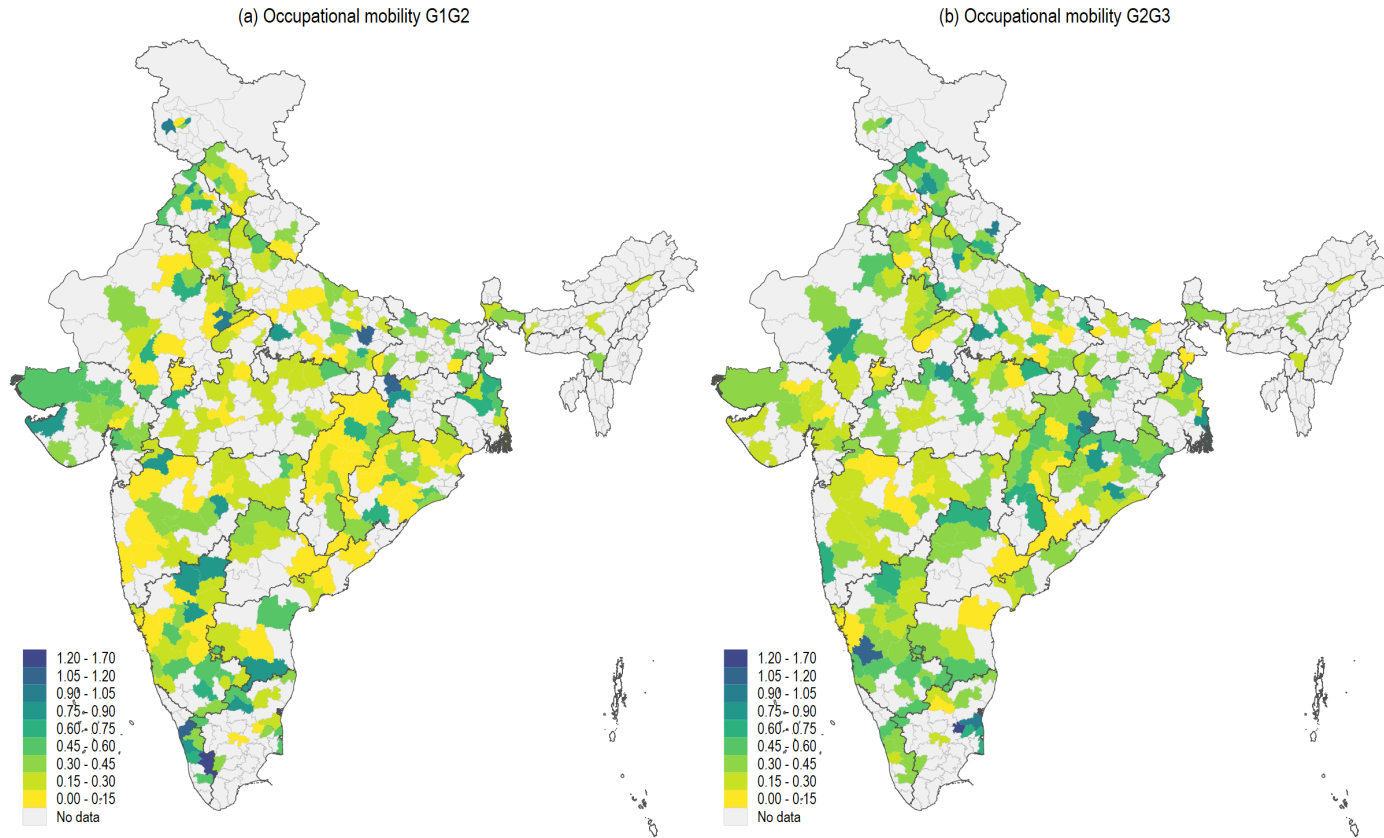 (a) Occupational mobility G1G2
(b) Occupational mobility G2G3
1.20 - 1.70
1.05 - 1.20
0.90 - 1.05
0.75 - 0.90
0.60 - 0.75
0.45 - 0.60
0.30 - 0.45
0.15 - 0.30
0.00 - 0.15
No data
1.20 - 1.70
1.05 - 1.20
0.90 - 1.05
0.75 - 0.90
0.60 - 0.75
0.45 - 0.60
0.30 - 0.45
0.15 - 0.30
0.00 - 0.15
No data